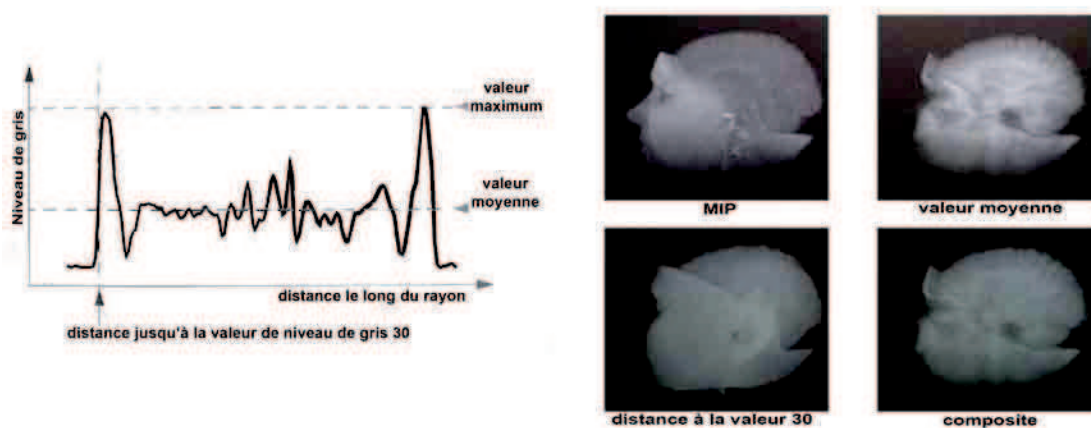 Niveau de gris
valeur
maximum
valeur
moyenne
distance le long du rayon
distance jusqu'à la valeur de niveau de gris 30
MIP
valeur moyenne
distance à la valeur 30
composite